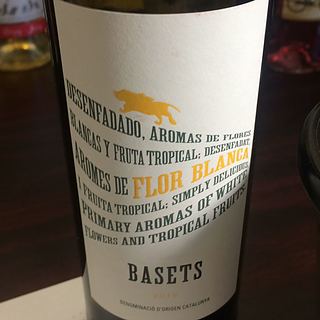 DESENFADADO, AROMAS DE FLORES
BLANCAS Y FRUTA TROPICAL; DESENFADAT,
AROMES DE FLOR BLANCA
I FRUITA TROPICAL; SIMPLY DELICIOUS
PRIMARY AROMAS OF WHITE
FLOWERS AND TROPICAL FRUITS
BASETS
DENOMINACIÓ D'ORIGEN CATALUNYA